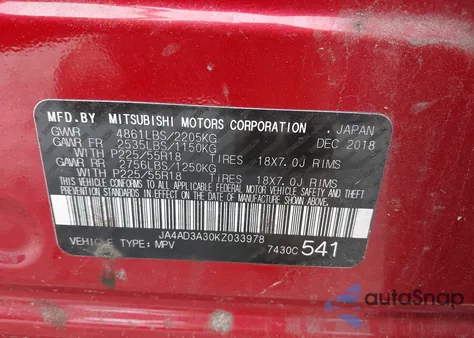 MFD.BY MITSUBISHI MOTORS CORPORATION / JAPAN
GVWR 4861LBS/2205KG DEC 2018
GAWR FR 2535LBS/1150KG
WITH P225/55R18 TIRES 18X7.0J RIMS
GAWR RR 2756LBS/1250KG
WITH P225/55R18 TIRES 18X7.0J RIMS
THIS VEHICLE CONFORMS TO ALL APPLICABLE FEDERAL MOTOR VEHICLE SAFETY AND THEFT
PREVENTION STANDARDS IN EFFECT ON THE DATE OF MANUFACTURE SHOWN ABOVE.
JA4AD3A30KZ033978
VEHICLE TYPE: MPV 7430C 541
autoSnap